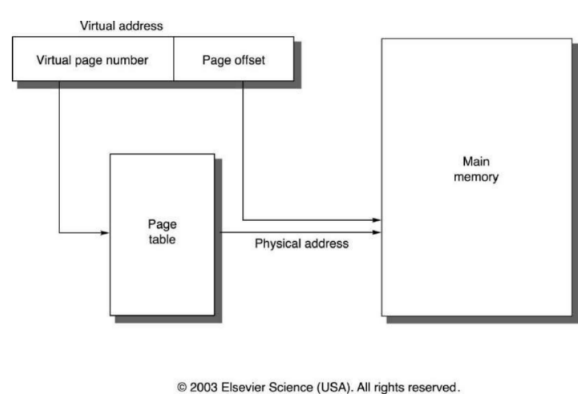 Virtual address
Virtual page number
Page offset
Main
memory
Page
table
Physical address
© 2003 Elsevier Science (USA). All rights reserved.